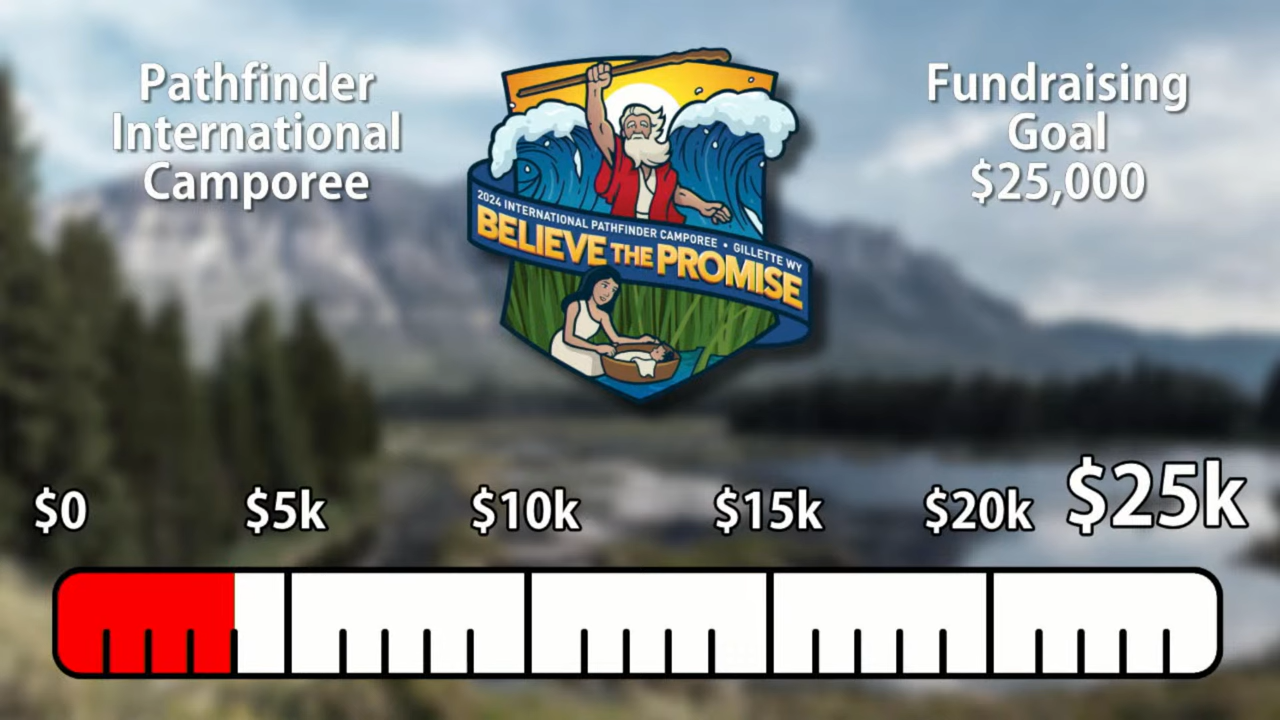 Pathfinder
International
Camporee
2024 INTERNATIONAL PATHFINDER CAMPOREE • GILLETTE WY
BELIEVE THE PROMISE
Fundraising
Goal
$25,000
$0 $5k $10k $15k $20k $25k